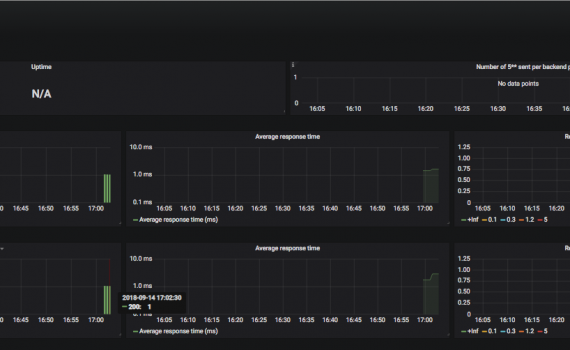 Uptime
N/A
i
Number of 5** sent per backend p
1
No data points
0
16:05 16:10 16:15 16:20 16:25 16:30 16:35 16
16:45 16:50 16:55 17:00
Average response time
10.0 ms
1.0 ms
0.1 ms
16:05 16:10 16:15 16:20 16:25 16:30 16:35 16:40 16:45 16:50 16:55 17:00
Average response time (ms)
Re
1.25
1.00
0.75
0.50
0.25
0
16:05 16:10 16:15 16:20
+Inf 0.1 0.3 1.2 5
16:45 16:50 16:55 17:00
2018-09-14 17:02:30
200: 1
Average response time
10.0 ms
1.0 ms
16:05 16:10 16:15 16:20 16:25 16:30 16:35 16:40 16:45 16:50 16:55 17:00
Average response time (ms)
Re
1.25
1.00
0.75
0.50
0.25
0
16:05 16:10 16:15 16:20
+Inf 0.1 0.3 1.2 5